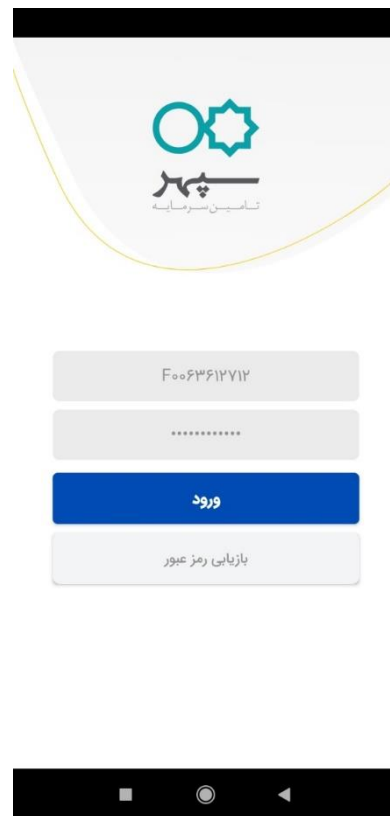 سپهر
تامین سرمایه
F۰۰۶۳۶۱۲۷۱۲
............
ورود
بازیابی رمز عبور